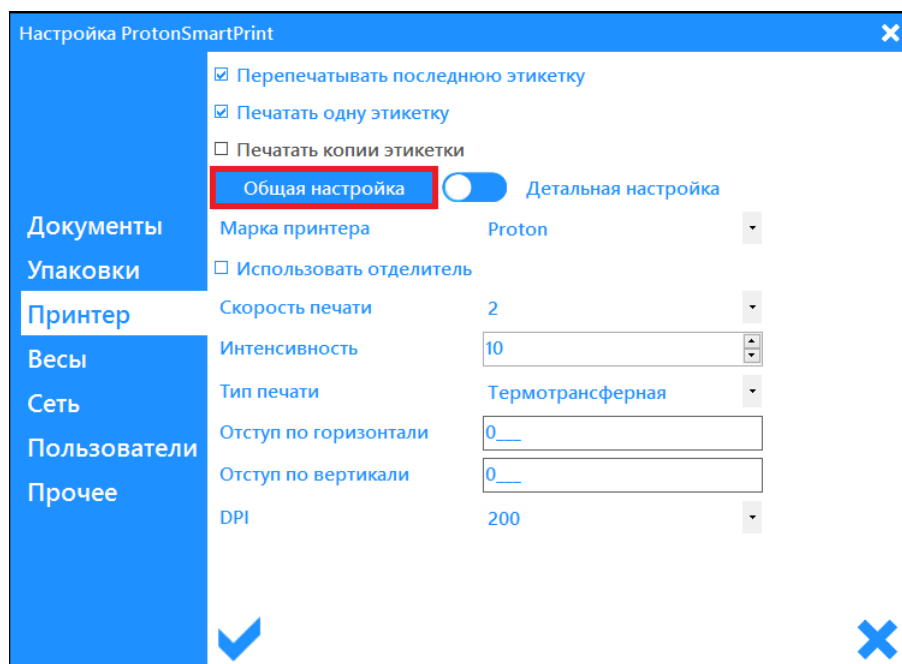 Настройка ProtonSmartPrint
Перепечатывать последнюю этикетку
Печатать одну этикетку
Печатать копии этикетки
Общая настройка Детальная настройка
Документы
Упаковки
Принтер
Весы
Сеть
Пользователи
Прочее
Марка принтера Proton
Использовать отделитель
Скорость печати 2
Интенсивность 10
Тип печати Термотрансферная
Отступ по горизонтали 0___
Отступ по вертикали 0___
DPI 200